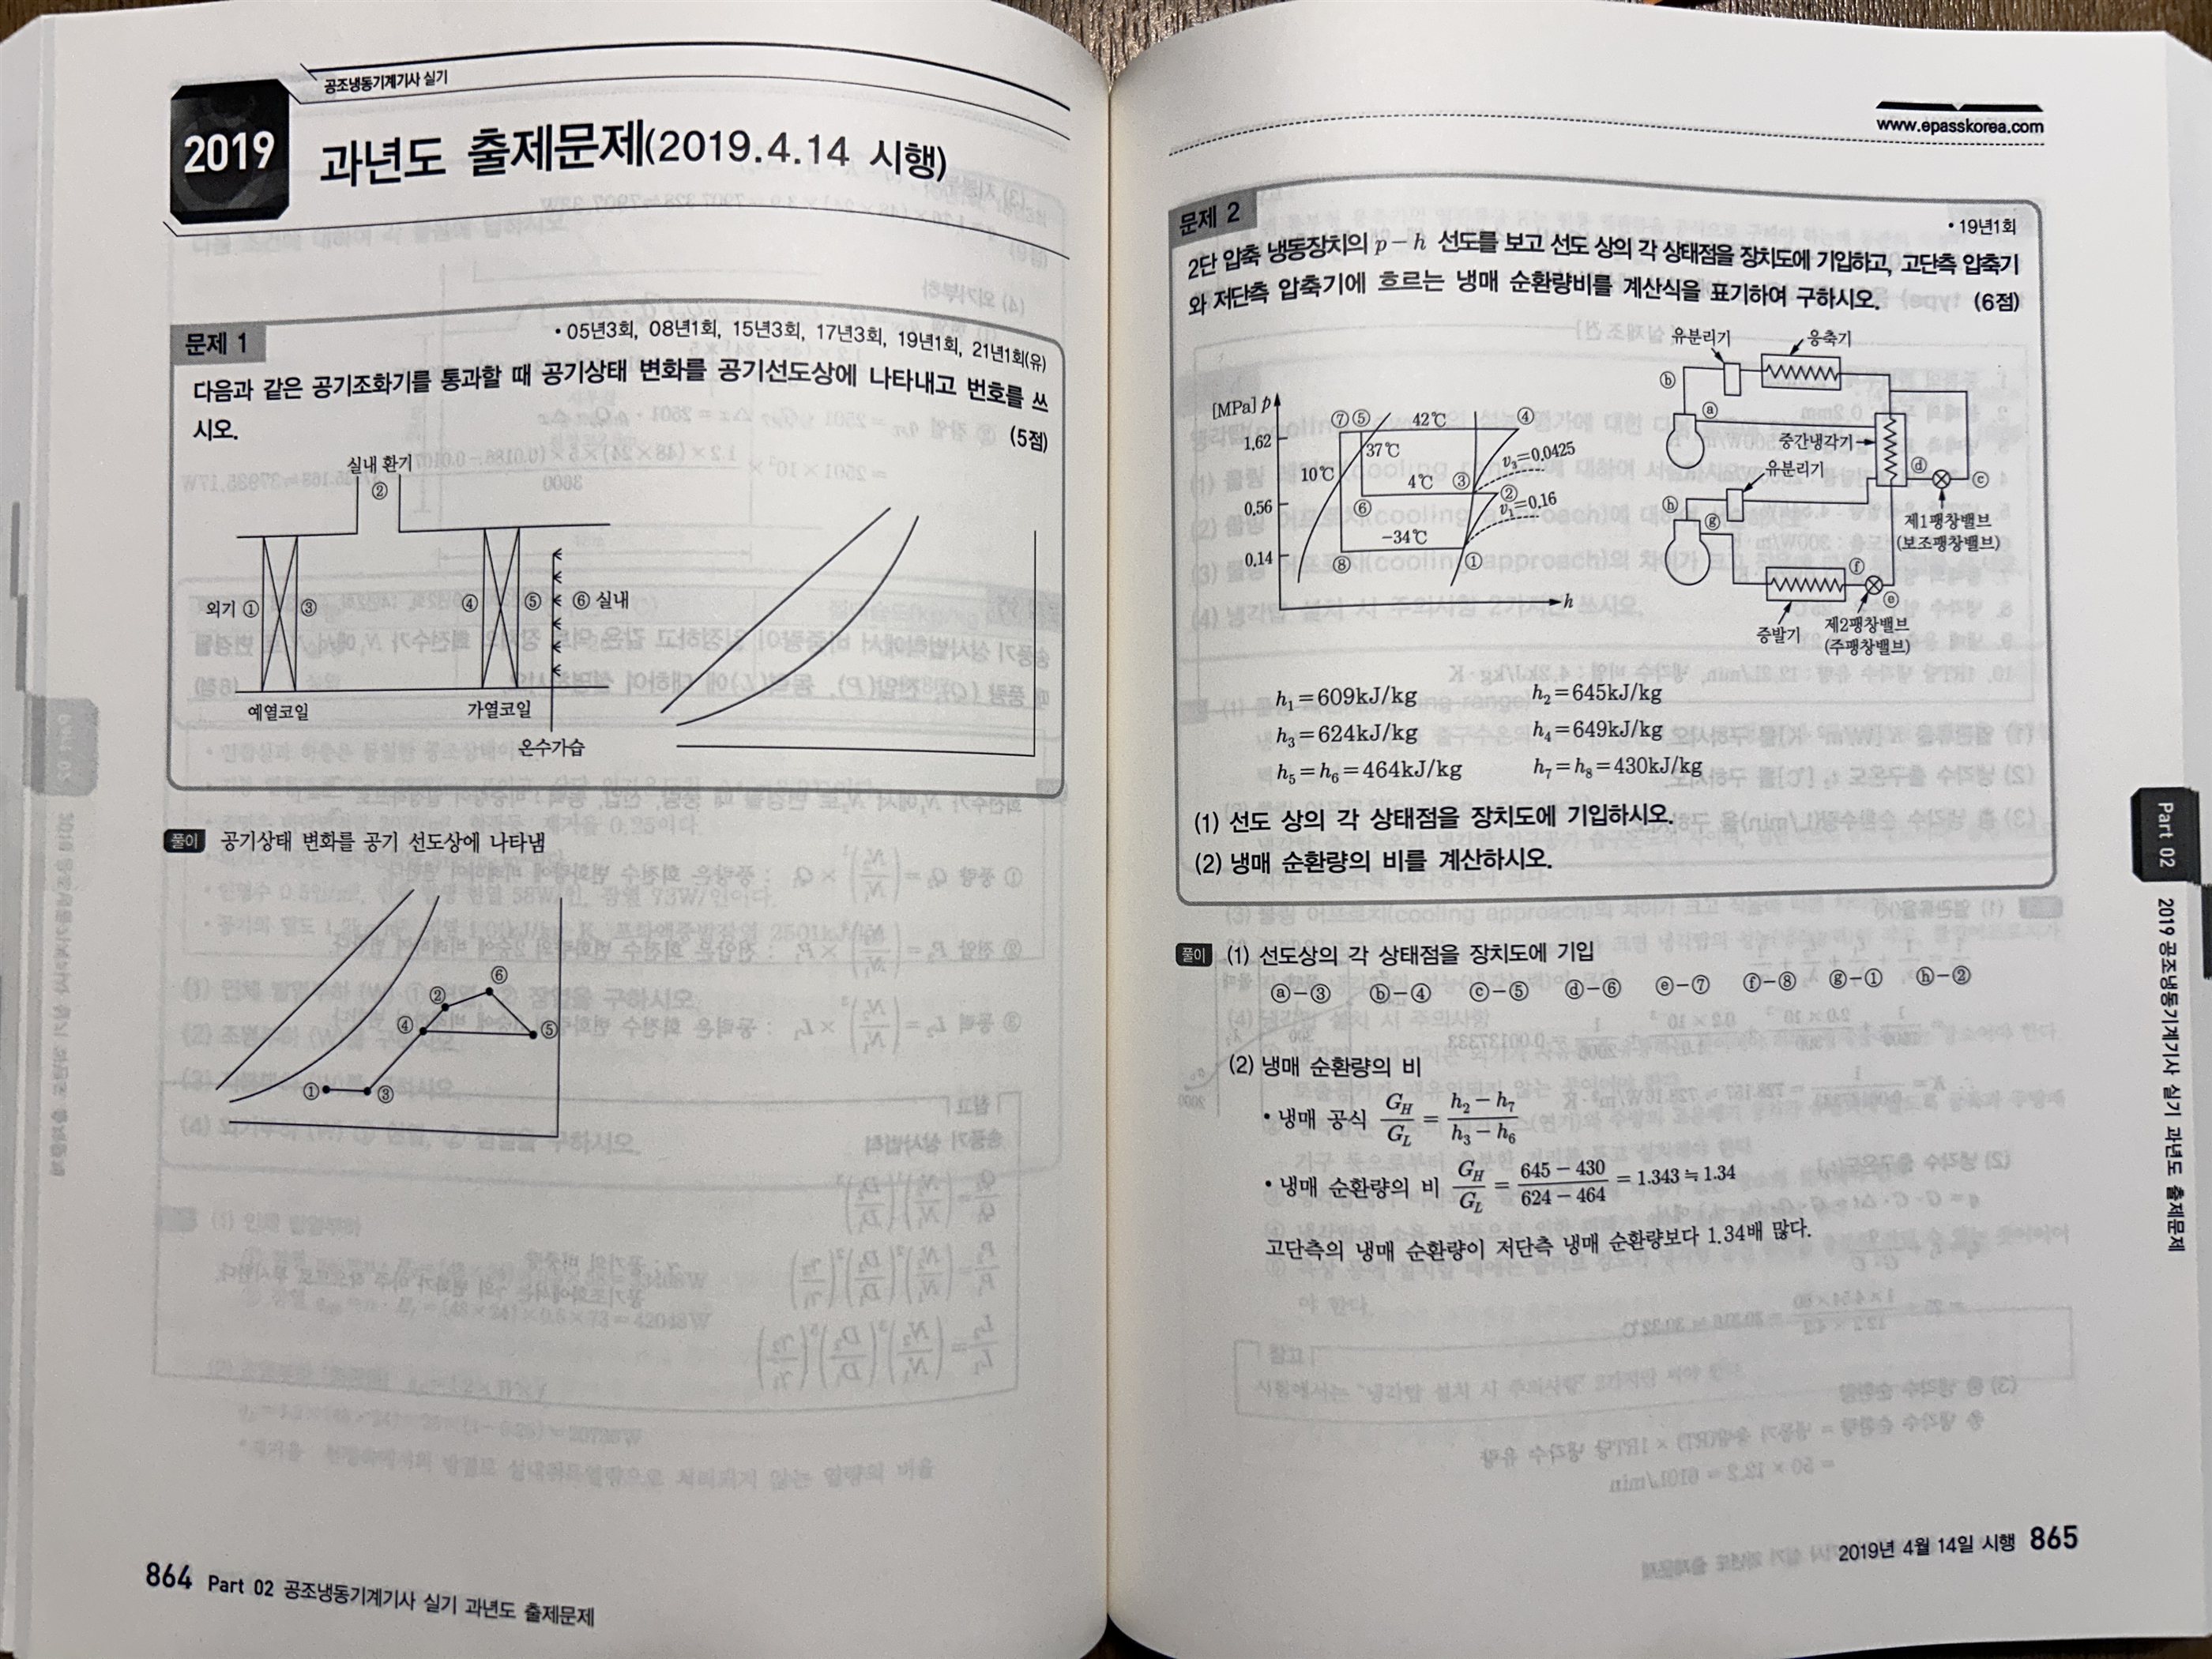 공조냉동기계기사 실기
2019 과년도 출제문제(2019.4.14 시행)
문제 1
• 05년3회, 08년1회, 15년3회, 17년3회, 19년1회, 21년1회(유)
다음과 같은 공기조화기를 통과할 때 공기상태 변화를 공기선도상에 나타내고 번호를 쓰
시오. (5점)
실내 환기
②
외기 ① ③ ④ ⑤ ⑥ 실내
예열코일 가열코일
온수가습
풀이 공기상태 변화를 공기 선도상에 나타냄
⑥
②
④ ⑤
① ③
864 Part 02 공조냉동기계기사 실기 과년도 출제문제
www.epasskorea.com
문제 2
• 19년1회
2단 압축 냉동장치의 p − h 선도를 보고 선도 상의 각 상태점을 장치도에 기입하고, 고단측 압축기
와 저단측 압축기에 흐르는 냉매 순환량비를 계산식을 표기하여 구하시오. (6점)
[MPa] p
1.62
0.56
0.14
⑦ ⑤ 42℃ ④
37℃
10℃
v₃=0.0425
4℃ ③
② v₁=0.16
⑥
−34℃
⑧ ①
h
유분리기 응축기
ⓑ
ⓐ
중간냉각기
유분리기
ⓓ ⓒ
ⓗ
ⓖ
제1팽창밸브
(보조팽창밸브)
ⓕ
ⓔ
증발기
제2팽창밸브
(주팽창밸브)
h₁=609kJ/kg h₂=645kJ/kg
h₃=624kJ/kg h₄=649kJ/kg
h₅=h₆=464kJ/kg h₇=h₈=430kJ/kg
(1) 선도 상의 각 상태점을 장치도에 기입하시오.
(2) 냉매 순환량의 비를 계산하시오.
풀이 (1) 선도상의 각 상태점을 장치도에 기입
ⓐ−③ ⓑ−④ ⓒ−⑤ ⓓ−⑥ ⓔ−⑦ ⓕ−⑧ ⓖ−① ⓗ−②
(2) 냉매 순환량의 비
• 냉매 공식 G_H/G_L = (h₂ − h₇)/(h₃ − h₆)
• 냉매 순환량의 비 G_H/G_L = (645 − 430)/(624 − 464) = 1.343 ≒ 1.34
고단측의 냉매 순환량이 저단측 냉매 순환량보다 1.34배 많다.
Part 02
2019 공조냉동기계기사 실기 과년도 출제문제
2019년 4월 14일 시행 865